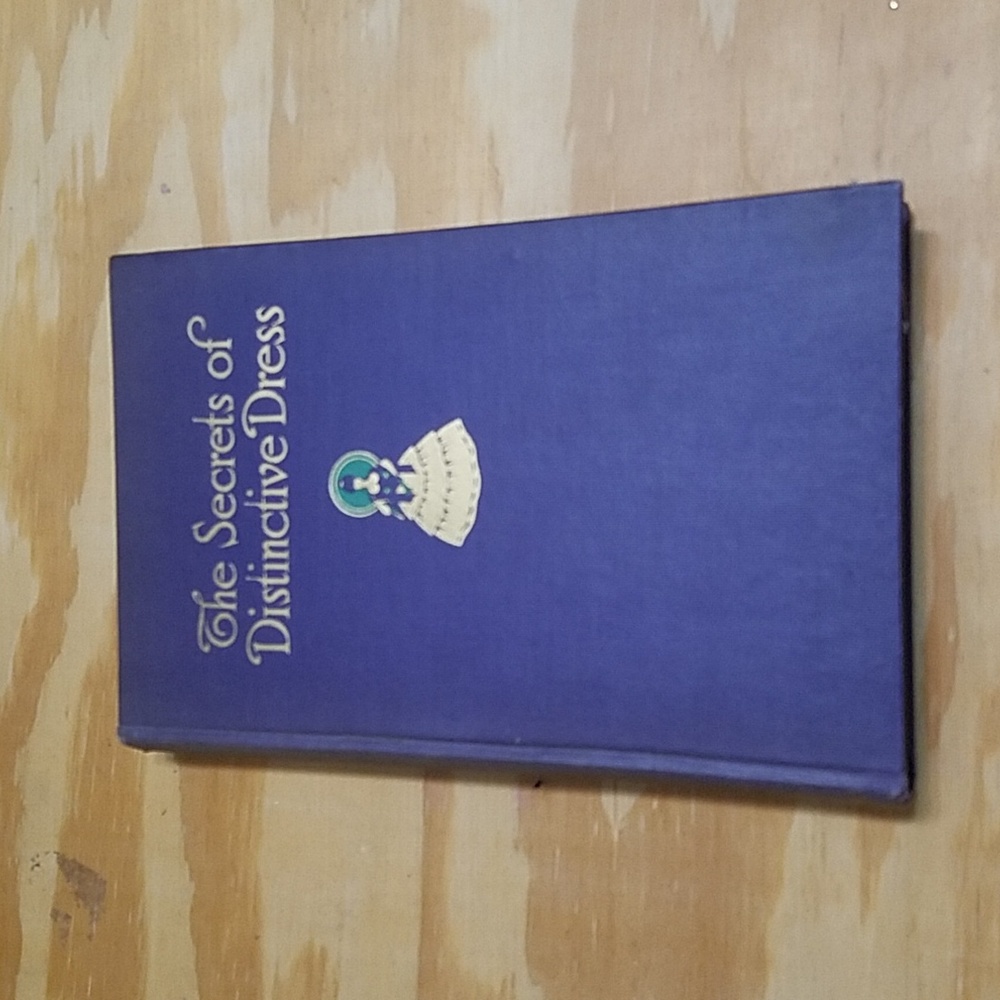 The Secrets of
Distinctive Dress